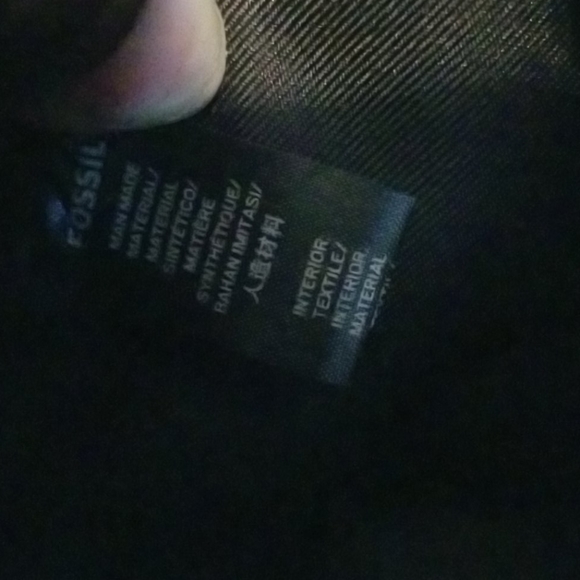 FOSSIL
MAN MADE
MATERIAL/
MATERIAL
SINTÉTICO/
MATIÈRE
SYNTHÉTIQUE/
BAHAN IMITASI/
人造材料
INTERIOR
TEXTILE/
INTERIOR
MATERIAL